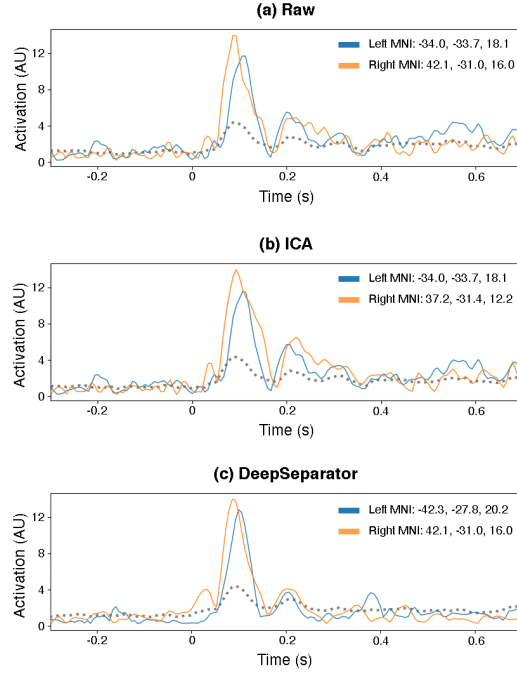 (a) Raw
Activation (AU)
12
8
4
0
Left MNI: -34.0, -33.7, 18.1
Right MNI: 42.1, -31.0, 16.0
-0.2 0 0.2 0.4 0.6
Time (s)
(b) ICA
Activation (AU)
12
8
4
0
Left MNI: -34.0, -33.7, 18.1
Right MNI: 37.2, -31.4, 12.2
-0.2 0 0.2 0.4 0.6
Time (s)
(c) DeepSeparator
Activation (AU)
12
8
4
0
Left MNI: -42.3, -27.8, 20.2
Right MNI: 42.1, -31.0, 16.0
-0.2 0 0.2 0.4 0.6
Time (s)